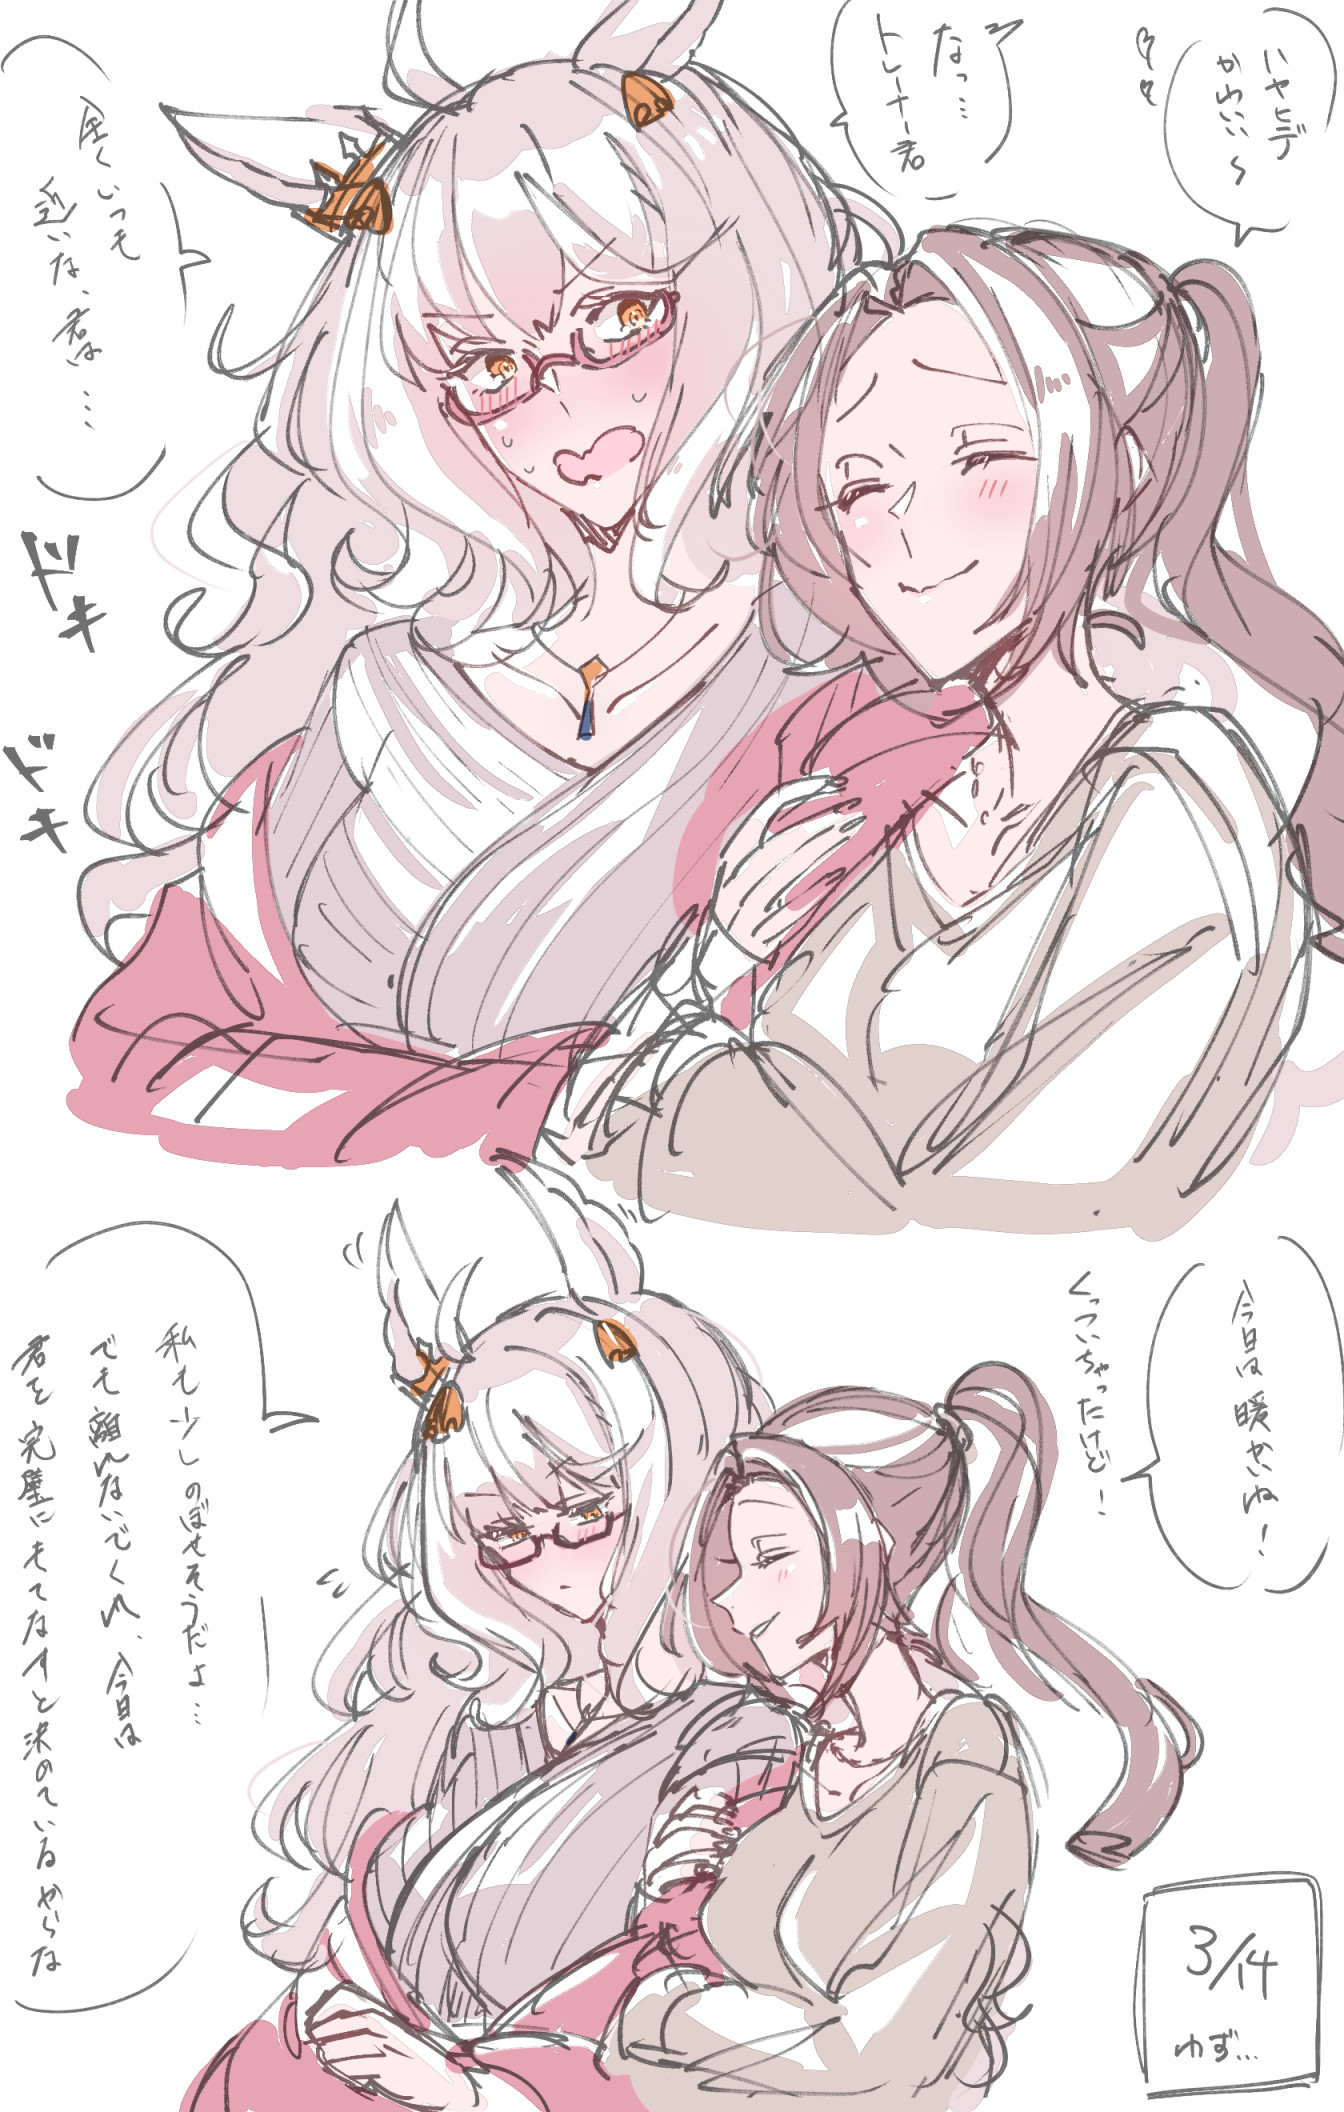 ハヤヒデ
かわいい～
なっ…
トレーナー君
全くいつも
近いな、君は…
ドキ
ドキ
今日は暖かいね！
くっついちゃったけど！
私も少しのぼせそうだよ…
でも離れないでくれ、今日は
君を完璧にもてなすと決めているからな
3/14
ゆず…